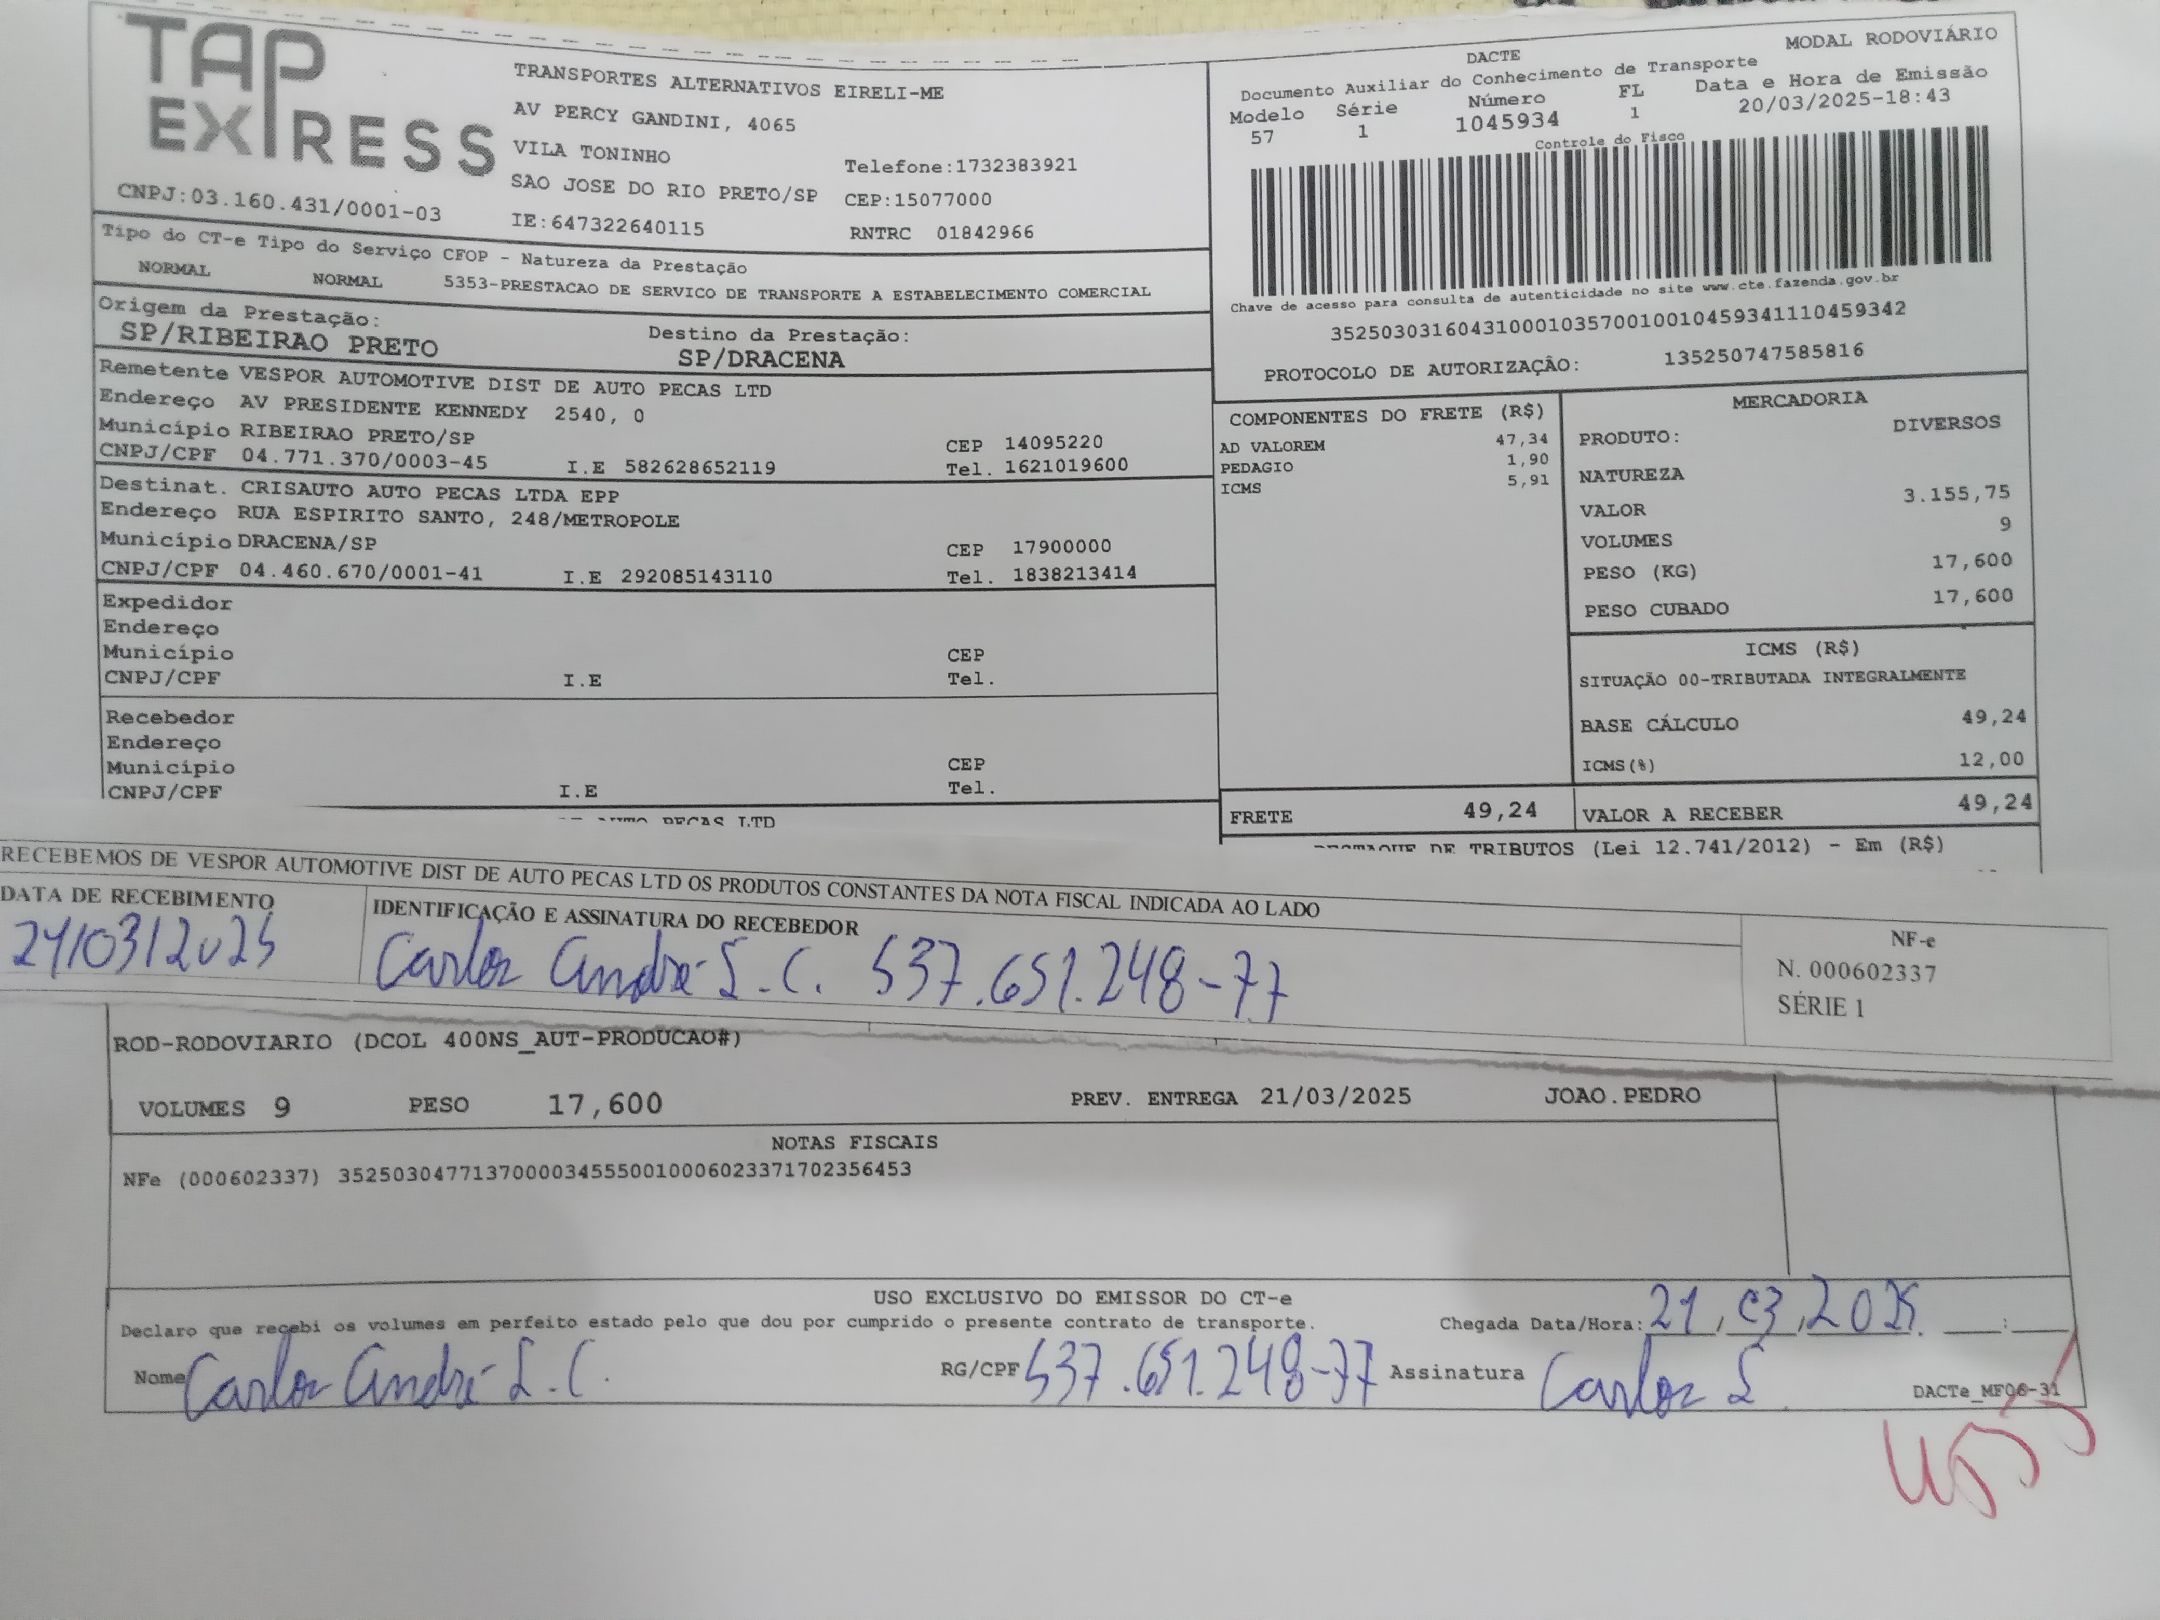 TAP EXPRESS
TRANSPORTES ALTERNATIVOS EIRELI-ME
AV PERCY GANDINI, 4065
VILA TONINHO
Telefone:1732383921
SAO JOSE DO RIO PRETO/SP CEP:15077000
CNPJ:03.160.431/0001-03
IE:647322640115 RNTRC 01842966
DACTE MODAL RODOVIÁRIO
Documento Auxiliar do Conhecimento de Transporte
Modelo Série Número FL Data e Hora de Emissão
57 1 1045934 1 20/03/2025-18:43
Controle do Fisco
Chave de acesso para consulta de autenticidade no site www.cte.fazenda.gov.br
35250303160431000103570010010459341110459342
PROTOCOLO DE AUTORIZAÇÃO: 135250747585816
Tipo do CT-e Tipo do Serviço CFOP - Natureza da Prestação
NORMAL NORMAL 5353-PRESTACAO DE SERVICO DE TRANSPORTE A ESTABELECIMENTO COMERCIAL
Origem da Prestação: Destino da Prestação:
SP/RIBEIRAO PRETO SP/DRACENA
Remetente VESPOR AUTOMOTIVE DIST DE AUTO PECAS LTD
Endereço AV PRESIDENTE KENNEDY 2540, 0
Município RIBEIRAO PRETO/SP CEP 14095220
CNPJ/CPF 04.771.370/0003-45 I.E 582628652119 Tel. 1621019600
Destinat. CRISAUTO AUTO PECAS LTDA EPP
Endereço RUA ESPIRITO SANTO, 248/METROPOLE
Município DRACENA/SP CEP 17900000
CNPJ/CPF 04.460.670/0001-41 I.E 292085143110 Tel. 1838213414
Expedidor
Endereço
Município CEP
CNPJ/CPF I.E Tel.
Recebedor
Endereço
Município CEP
CNPJ/CPF I.E Tel.
COMPONENTES DO FRETE (R$)
AD VALOREM 47,34
PEDAGIO 1,90
ICMS 5,91
MERCADORIA
PRODUTO: DIVERSOS
NATUREZA
VALOR 3.155,75
VOLUMES 9
PESO (KG) 17,600
PESO CUBADO 17,600
ICMS (R$)
SITUAÇÃO 00-TRIBUTADA INTEGRALMENTE
BASE CÁLCULO 49,24
ICMS(%) 12,00
FRETE 49,24 VALOR A RECEBER 49,24
PECAS LTD
DE TRIBUTOS (Lei 12.741/2012) - Em (R$)
RECEBEMOS DE VESPOR AUTOMOTIVE DIST DE AUTO PECAS LTD OS PRODUTOS CONSTANTES DA NOTA FISCAL INDICADA AO LADO
DATA DE RECEBIMENTO IDENTIFICAÇÃO E ASSINATURA DO RECEBEDOR
Carlos André S. C. 537.651.248-77
NF-e
N. 000602337
SÉRIE 1
ROD-RODOVIARIO (DCOL 400NS_AUT-PRODUCAO#)
VOLUMES 9 PESO 17,600 PREV. ENTREGA 21/03/2025 JOAO.PEDRO
NOTAS FISCAIS
NFe (000602337) 35250304771370000345550010006023371702356453
USO EXCLUSIVO DO EMISSOR DO CT-e
Declaro que recebi os volumes em perfeito estado pelo que dou por cumprido o presente contrato de transporte. Chegada Data/Hora: 21,03,2025 :
Nome Carlos André S. C. RG/CPF 537.651.248-77 Assinatura Carlos S
DACTe_MF06-31